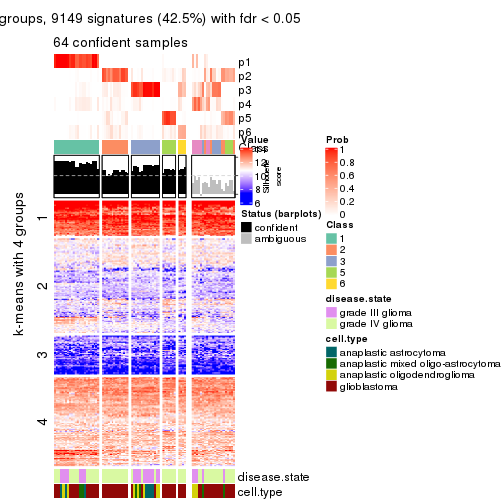 groups, 9149 signatures (42.5%) with fdr < 0.05
64 confident samples
p1
p2
p3
p4
p5
p6
Class
Silhouette
score
1
2
3
4
k-means with 4 groups
disease.state
cell.type
Value
14
12
10
8
6
Status (barplots)
confident
ambiguous
Prob
1
0.8
0.6
0.4
0.2
0
Class
1
2
3
5
6
disease.state
grade III glioma
grade IV glioma
cell.type
anaplastic astrocytoma
anaplastic mixed oligo-astrocytoma
anaplastic oligodendroglioma
glioblastoma